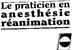 Le praticien en
anesthésie
réanimation